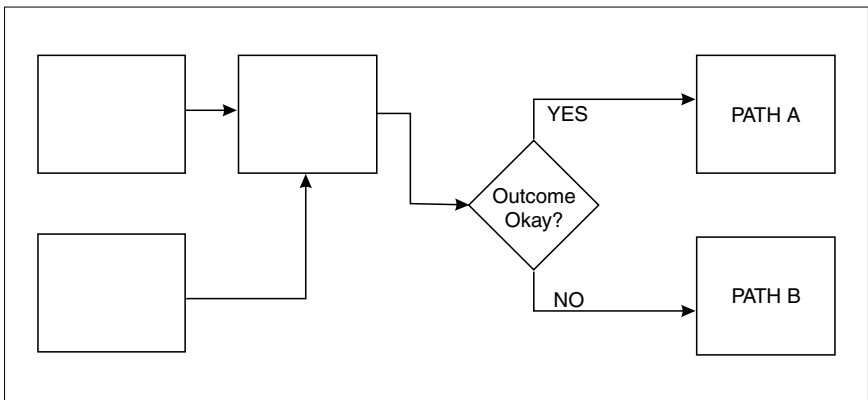 YES
PATH A
Outcome
Okay?
NO
PATH B